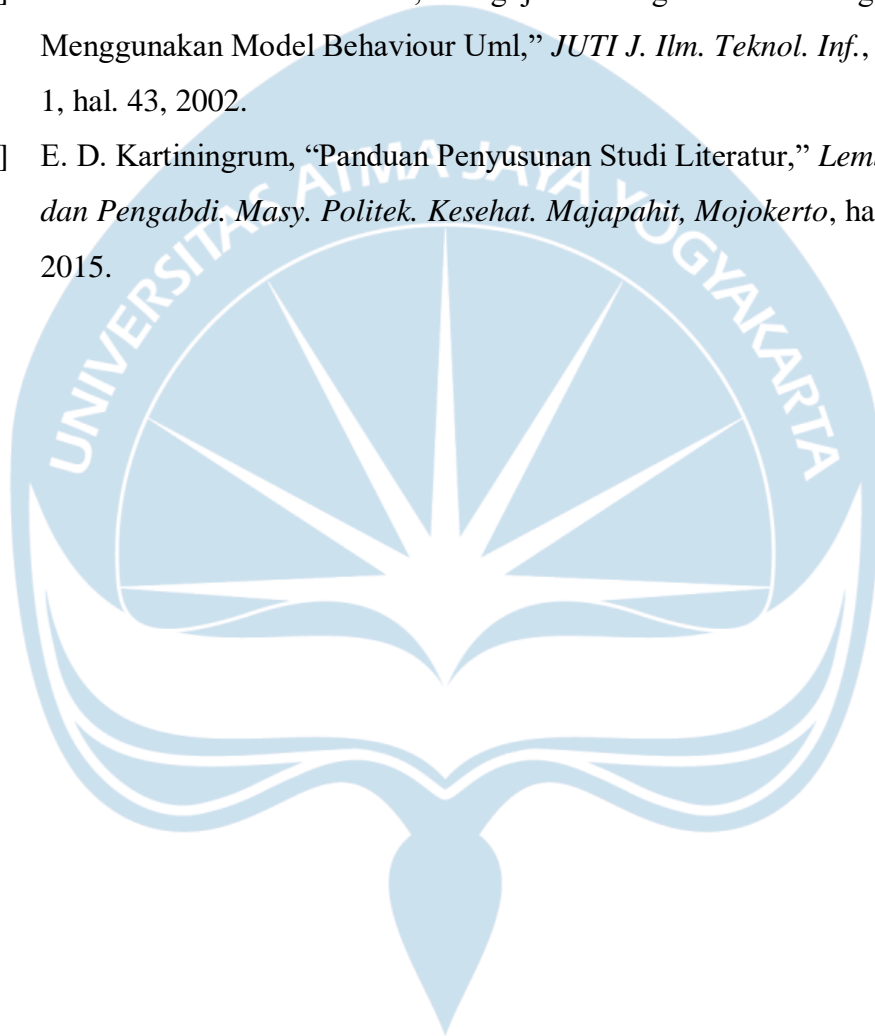 ]
Menggunakan Model Behaviour Uml,” JUTI J. Ilm. Teknol. Inf.,
1, hal. 43, 2002.
] E. D. Kartiningrum, “Panduan Penyusunan Studi Literatur,” Lem
dan Pengabdi. Masy. Politek. Kesehat. Majapahit, Mojokerto, ha
2015.
UNIVERSITAS ATMA JAYA YOGYAKARTA